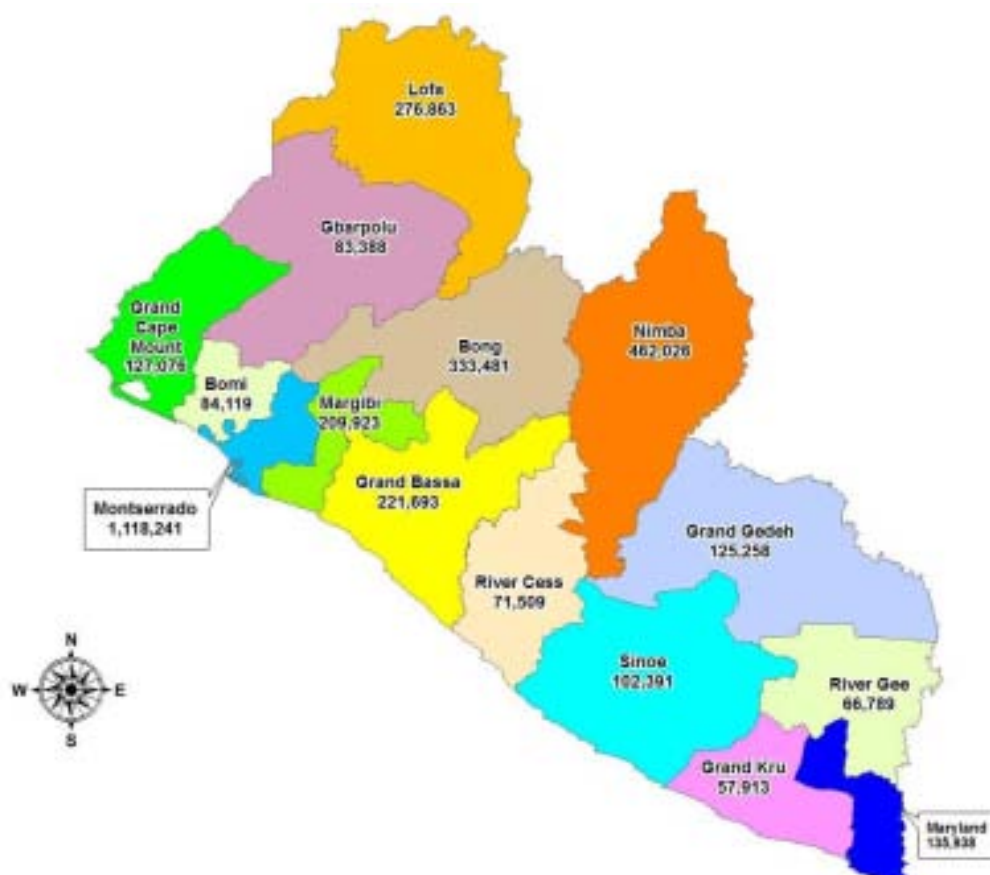 Lofa
276,863
Gbarpolu
83,388
Grand
Cape
Mount
127,076
Bomi
84,119
Margibi
209,923
Bong
333,481
Nimba
462,026
Montserrado
1,118,241
Grand Bassa
221,693
Grand Gedeh
125,258
River Cess
71,509
Sinoe
102,391
River Gee
66,789
Grand Kru
57,913
Maryland
135,938
N
W
E
S